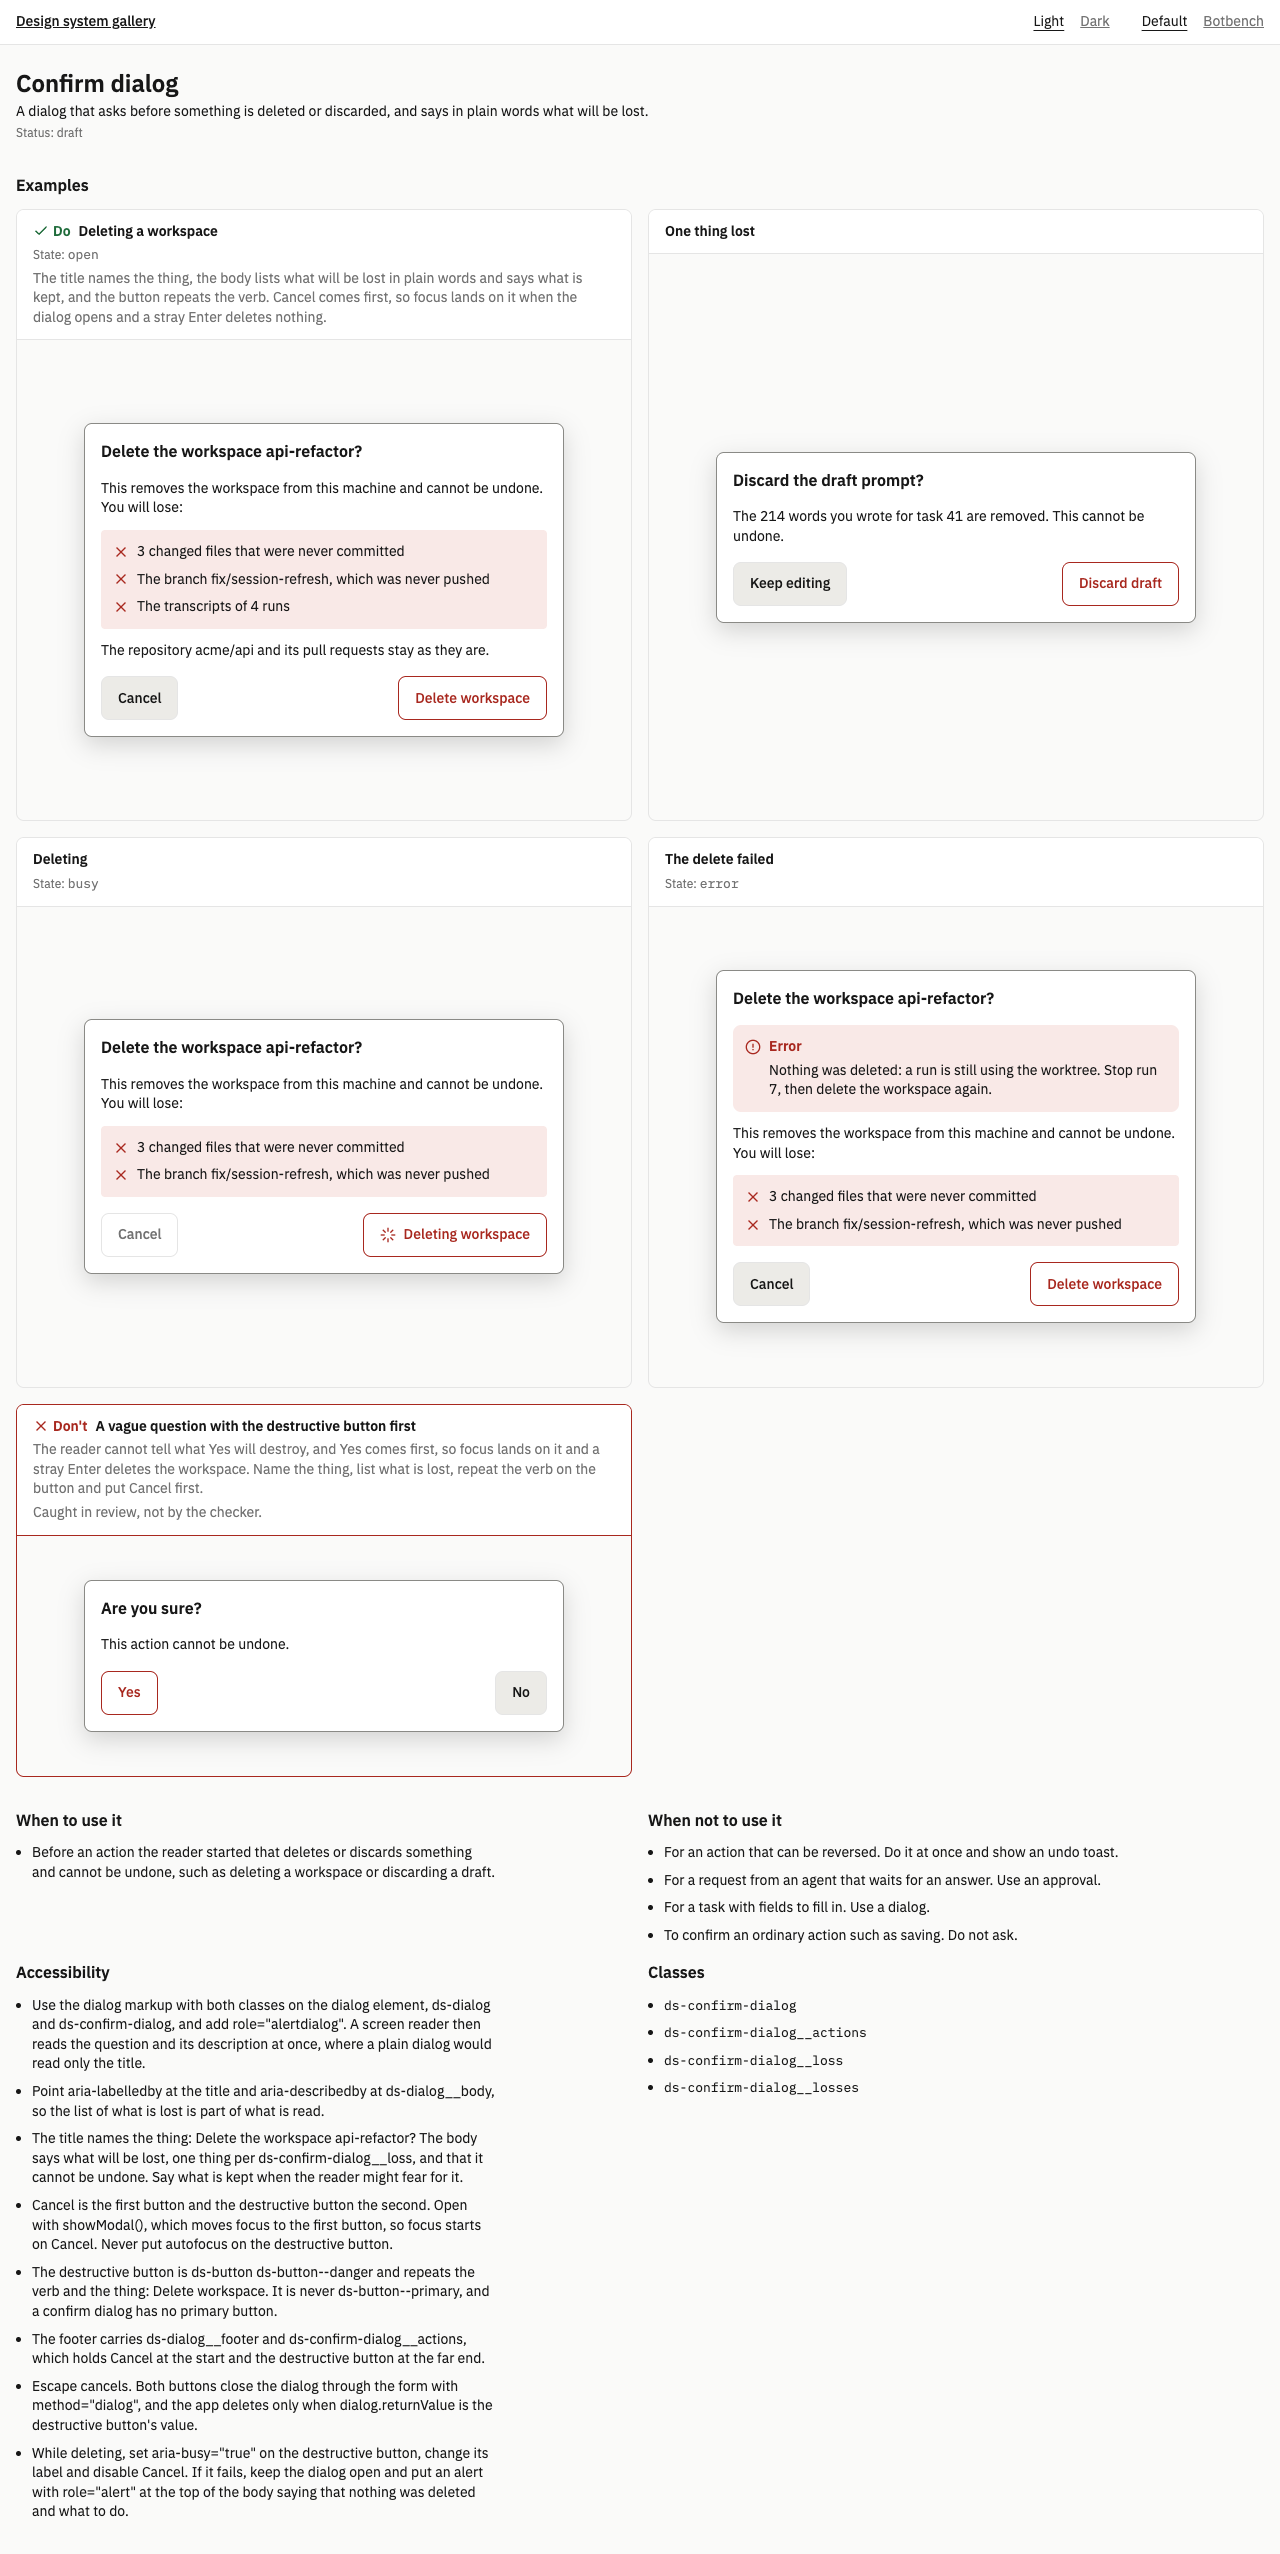 Design system gallery
Light Dark Default Botbench
Confirm dialog
A dialog that asks before something is deleted or discarded, and says in plain words what will be lost.
Status: draft
Examples
Do Deleting a workspace
State: open
The title names the thing, the body lists what will be lost in plain words and says what is
kept, and the button repeats the verb. Cancel comes first, so focus lands on it when the
dialog opens and a stray Enter deletes nothing.
Delete the workspace api-refactor?
This removes the workspace from this machine and cannot be undone.
You will lose:
3 changed files that were never committed
The branch fix/session-refresh, which was never pushed
The transcripts of 4 runs
The repository acme/api and its pull requests stay as they are.
Cancel
Delete workspace
One thing lost
Discard the draft prompt?
The 214 words you wrote for task 41 are removed. This cannot be
undone.
Keep editing
Discard draft
Deleting
State: busy
Delete the workspace api-refactor?
This removes the workspace from this machine and cannot be undone.
You will lose:
3 changed files that were never committed
The branch fix/session-refresh, which was never pushed
Cancel
Deleting workspace
The delete failed
State: error
Delete the workspace api-refactor?
Error
Nothing was deleted: a run is still using the worktree. Stop run
7, then delete the workspace again.
This removes the workspace from this machine and cannot be undone.
You will lose:
3 changed files that were never committed
The branch fix/session-refresh, which was never pushed
Cancel
Delete workspace
Don't A vague question with the destructive button first
The reader cannot tell what Yes will destroy, and Yes comes first, so focus lands on it and a
stray Enter deletes the workspace. Name the thing, list what is lost, repeat the verb on the
button and put Cancel first.
Caught in review, not by the checker.
Are you sure?
This action cannot be undone.
Yes
No
When to use it
Before an action the reader started that deletes or discards something
and cannot be undone, such as deleting a workspace or discarding a draft.
When not to use it
For an action that can be reversed. Do it at once and show an undo toast.
For a request from an agent that waits for an answer. Use an approval.
For a task with fields to fill in. Use a dialog.
To confirm an ordinary action such as saving. Do not ask.
Accessibility
Use the dialog markup with both classes on the dialog element, ds-dialog
and ds-confirm-dialog, and add role="alertdialog". A screen reader then
reads the question and its description at once, where a plain dialog would
read only the title.
Point aria-labelledby at the title and aria-describedby at ds-dialog__body,
so the list of what is lost is part of what is read.
The title names the thing: Delete the workspace api-refactor? The body
says what will be lost, one thing per ds-confirm-dialog__loss, and that it
cannot be undone. Say what is kept when the reader might fear for it.
Cancel is the first button and the destructive button the second. Open
with showModal(), which moves focus to the first button, so focus starts
on Cancel. Never put autofocus on the destructive button.
The destructive button is ds-button ds-button--danger and repeats the
verb and the thing: Delete workspace. It is never ds-button--primary, and
a confirm dialog has no primary button.
The footer carries ds-dialog__footer and ds-confirm-dialog__actions,
which holds Cancel at the start and the destructive button at the far end.
Escape cancels. Both buttons close the dialog through the form with
method="dialog", and the app deletes only when dialog.returnValue is the
destructive button's value.
While deleting, set aria-busy="true" on the destructive button, change its
label and disable Cancel. If it fails, keep the dialog open and put an alert
with role="alert" at the top of the body saying that nothing was deleted
and what to do.
Classes
ds-confirm-dialog
ds-confirm-dialog__actions
ds-confirm-dialog__loss
ds-confirm-dialog__losses